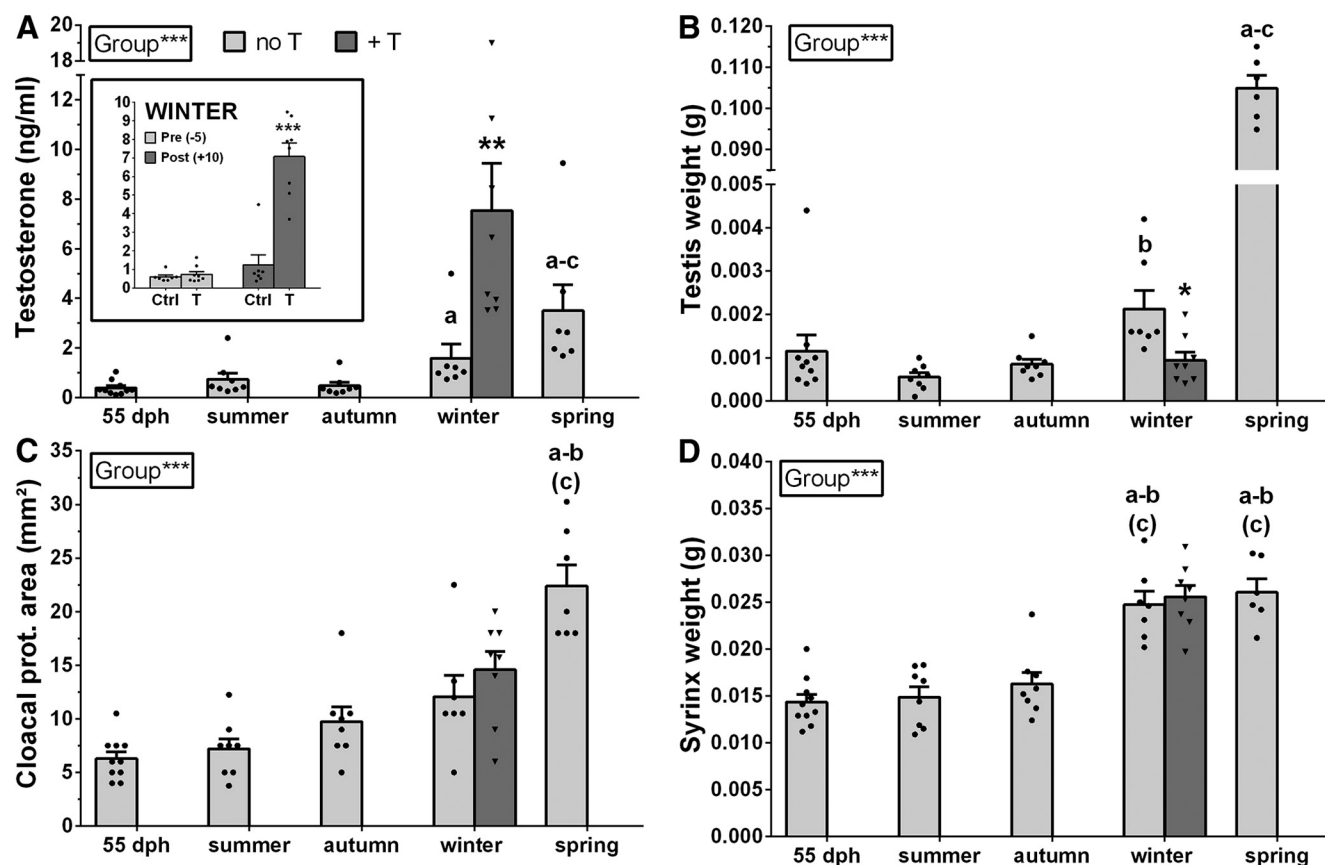 A
Group***
no T
+ T
Testosterone (ng/ml)
20
19
18
14
12
10
8
6
4
2
0
WINTER
Pre (-5)
Post (+10)
10
9
8
7
6
5
4
3
2
1
0
***
Ctrl T Ctrl T
a
**
a-c
55 dph summer autumn winter spring
B
Group***
Testis weight (g)
0.120
0.110
0.100
0.090
0.005
0.004
0.003
0.002
0.001
0.000
b
*
a-c
55 dph summer autumn winter spring
C
Group***
Cloacal prot. area (mm²)
35
30
25
20
15
10
5
0
a-b
(c)
55 dph summer autumn winter spring
D
Group***
Syrinx weight (g)
0.040
0.035
0.030
0.025
0.020
0.015
0.010
0.005
0.000
a-b
(c)
a-b
(c)
55 dph summer autumn winter spring